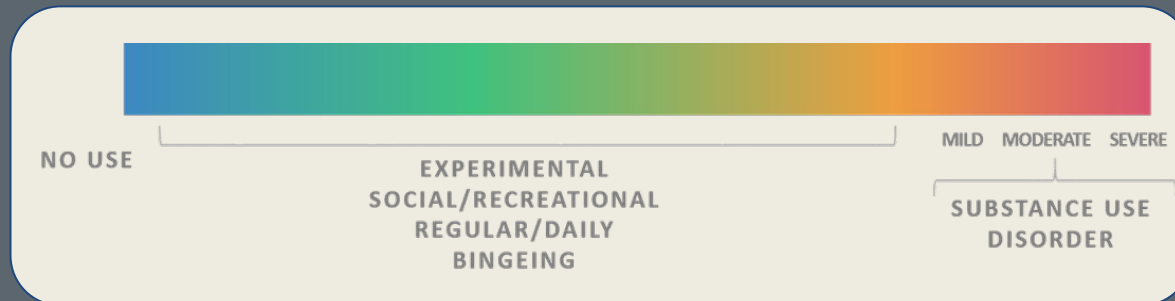 NO USE
EXPERIMENTAL
SOCIAL/RECREATIONAL
REGULAR/DAILY
BINGEING
MILD MODERATE SEVERE
SUBSTANCE USE
DISORDER